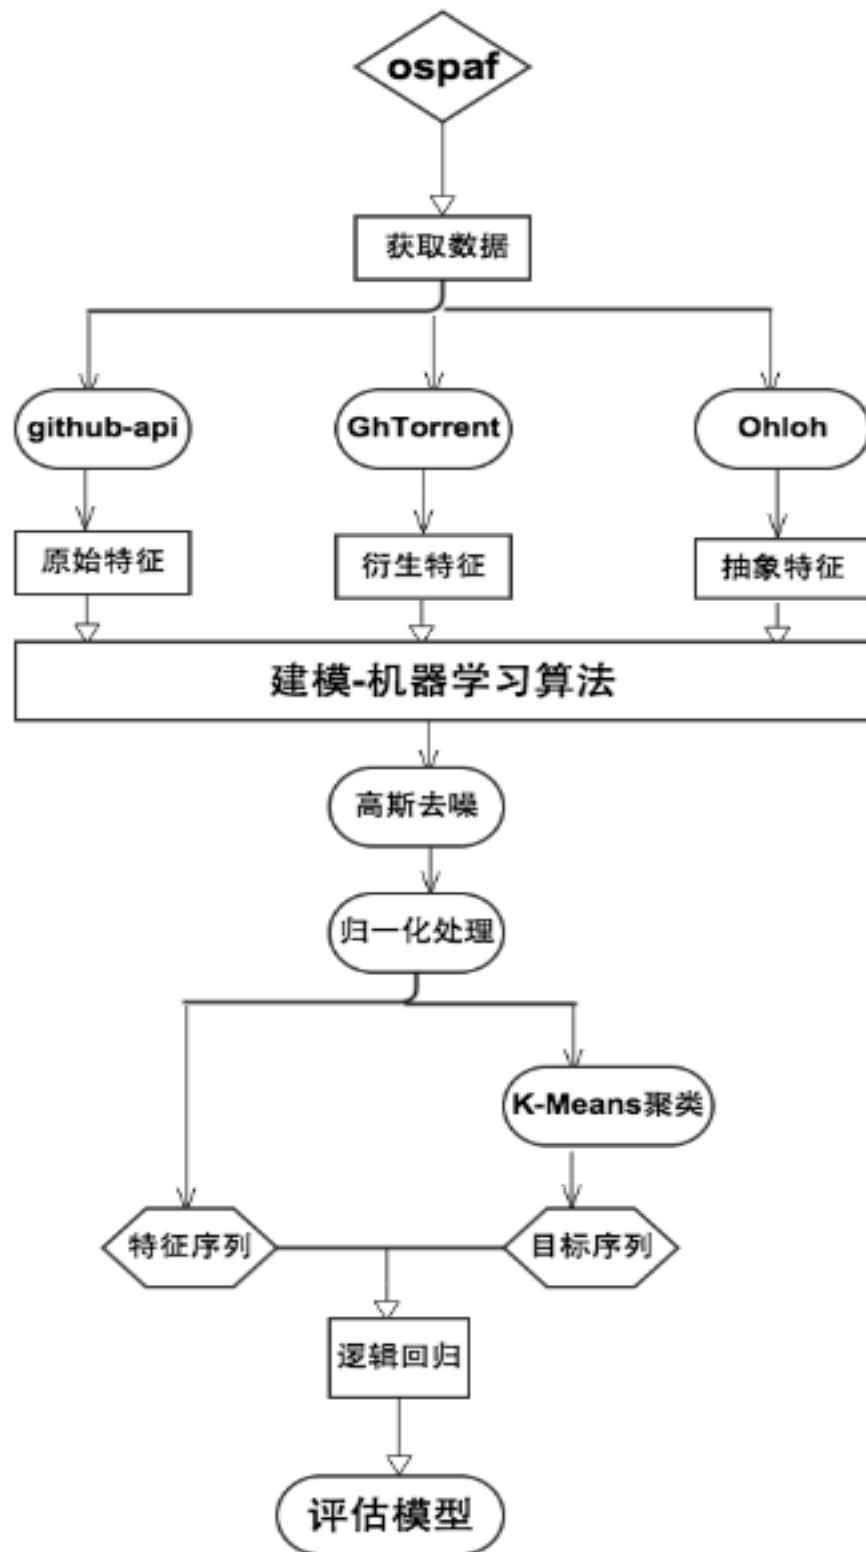 ospaf
获取数据
github-api
GhTorrent
Ohloh
原始特征
衍生特征
抽象特征
建模-机器学习算法
高斯去噪
归一化处理
K-Means聚类
特征序列
目标序列
逻辑回归
评估模型